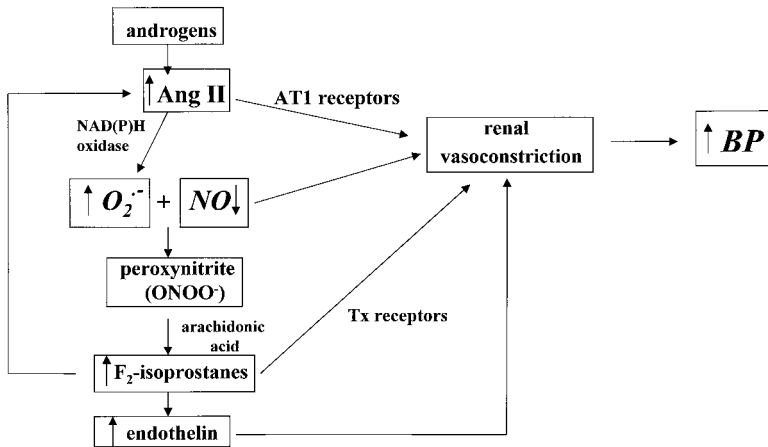 androgens
↑ Ang II
AT1 receptors
NAD(P)H
oxidase
renal
vasoconstriction
↑ BP
↑ O₂·⁻ + NO↓
peroxynitrite
(ONOO⁻)
arachidonic
acid
Tx receptors
↑ F₂-isoprostanes
↑ endothelin